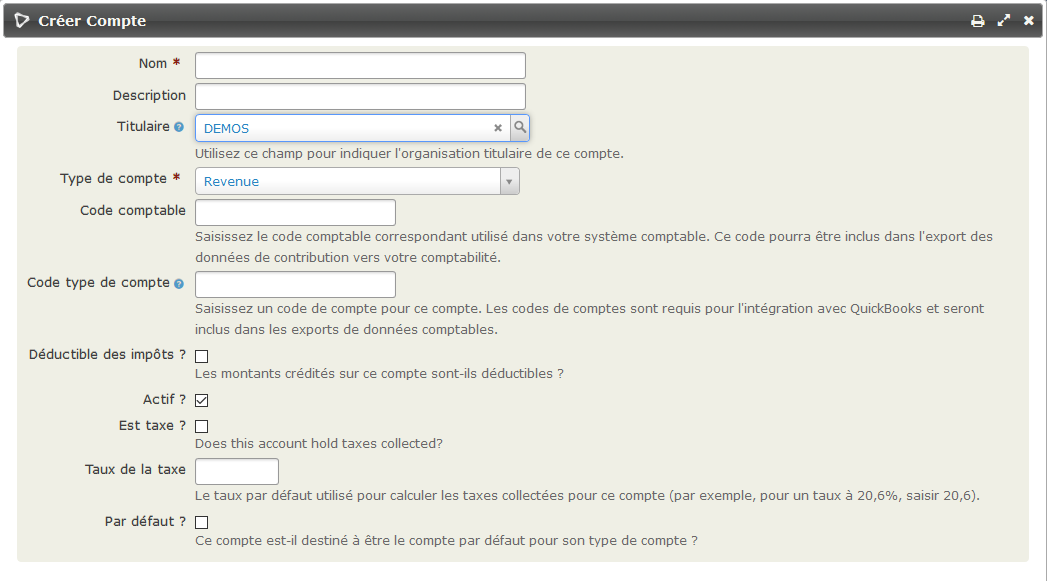 Créer Compte
Nom *
Description
Titulaire DEMOS
Utilisez ce champ pour indiquer l'organisation titulaire de ce compte.
Type de compte * Revenue
Code comptable
Saisissez le code comptable correspondant utilisé dans votre système comptable. Ce code pourra être inclus dans l'export des
données de contribution vers votre comptabilité.
Code type de compte
Saisissez un code de compte pour ce compte. Les codes de comptes sont requis pour l'intégration avec QuickBooks et seront
inclus dans les exports de données comptables.
Déductible des impôts ?
Les montants crédités sur ce compte sont-ils déductibles ?
Actif ?
Est taxe ?
Does this account hold taxes collected?
Taux de la taxe
Le taux par défaut utilisé pour calculer les taxes collectées pour ce compte (par exemple, pour un taux à 20,6%, saisir 20,6).
Par défaut ?
Ce compte est-il destiné à être le compte par défaut pour son type de compte ?